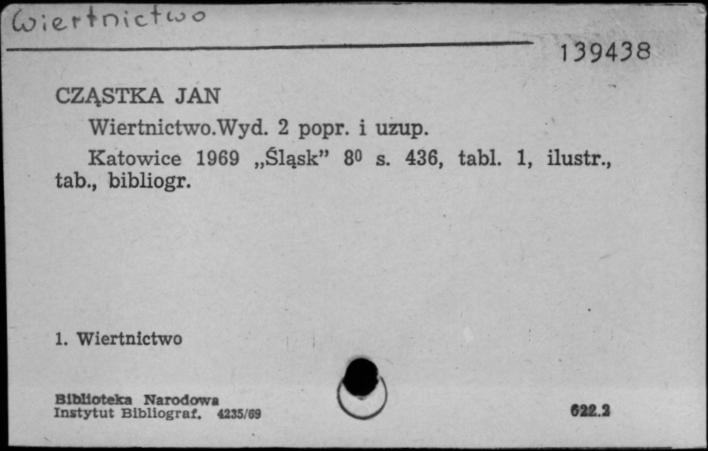 Wiertnictwo
139438
CZĄSTKA JAN
Wiertnictwo.Wyd. 2 popr. i uzup.
Katowice 1969 „Śląsk” 8⁰ s. 436, tabl. 1, ilustr.,
tab., bibliogr.
1. Wiertnictwo
Biblioteka Narodowa
Instytut Bibliograf. 4235/69
622.2